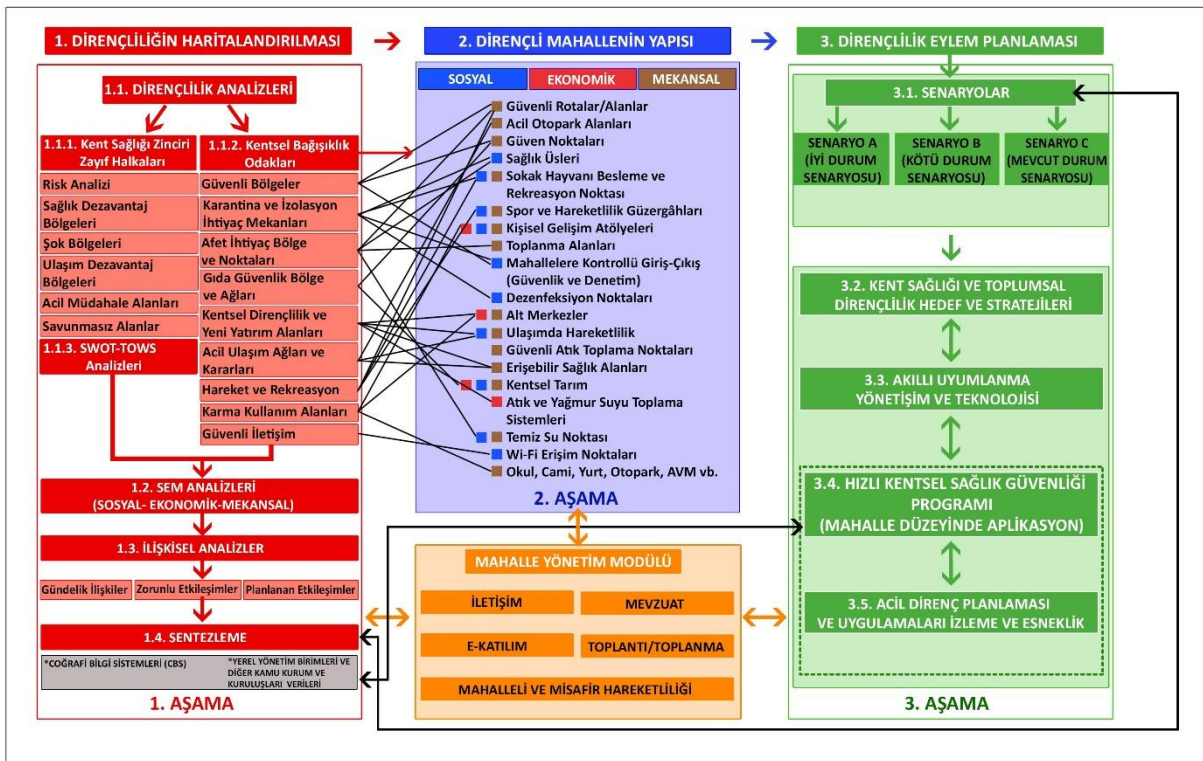 1. DİRENÇLİLİĞİN HARİTALANDIRILMASI
2. DİRENÇLİ MAHALLENİN YAPISI
3. DİRENÇLİLİK EYLEM PLANLAMASI
1.1. DİRENÇLİLİK ANALİZLERİ
1.1.1. Kent Sağlığı Zinciri
Zayıf Halkaları
Risk Analizi
Sağlık Dezavantaj
Bölgeleri
Şok Bölgeleri
Ulaşım Dezavantaj
Bölgeleri
Acil Müdahale Alanları
Savunmasız Alanlar
1.1.3. SWOT-TOWS
Analizleri
1.1.2. Kentsel Bağışıklık
Odakları
Güvenli Bölgeler
Karantina ve İzolasyon
İhtiyaç Mekanları
Afet İhtiyaç Bölge
ve Noktaları
Gıda Güvenlik Bölge
ve Ağları
Kentsel Dirençlilik ve
Yeni Yatırım Alanları
Acil Ulaşım Ağları ve
Kararları
Hareket ve Rekreasyon
Karma Kullanım Alanları
Güvenli İletişim
1.2. SEM ANALİZLERİ
(SOSYAL- EKONOMİK-MEKANSAL)
1.3. İLİŞKİSEL ANALİZLER
Gündelik İlişkiler
Zorunlu Etkileşimler
Planlanan Etkileşimler
1.4. SENTEZLEME
*COĞRAFİ BİLGİ SİSTEMLERİ (CBS)
*YEREL YÖNETİM BİRİMLERİ VE
DİĞER KAMU KURUM VE
KURULUŞLARI VERİLERİ
1. AŞAMA
SOSYAL
EKONOMİK
MEKANSAL
Güvenli Rotalar/Alanlar
Acil Otopark Alanları
Güven Noktaları
Sağlık Üsleri
Sokak Hayvanı Besleme ve
Rekreasyon Noktası
Spor ve Hareketlilik Güzergâhları
Kişisel Gelişim Atölyeleri
Toplanma Alanları
Mahallelere Kontrollü Giriş-Çıkış
(Güvenlik ve Denetim)
Dezenfeksiyon Noktaları
Alt Merkezler
Ulaşımda Hareketlilik
Güvenli Atık Toplama Noktaları
Erişebilir Sağlık Alanları
Kentsel Tarım
Atık ve Yağmur Suyu Toplama
Sistemleri
Temiz Su Noktası
Wi-Fi Erişim Noktaları
Okul, Cami, Yurt, Otopark, AVM vb.
2. AŞAMA
MAHALLE YÖNETİM MODÜLÜ
İLETİŞİM
MEVZUAT
E-KATILIM
TOPLANTI/TOPLANMA
MAHALLELİ VE MİSAFİR HAREKETLİLİĞİ
3.1. SENARYOLAR
SENARYO A
(İYİ DURUM
SENARYOSU)
SENARYO B
(KÖTÜ DURUM
SENARYOSU)
SENARYO C
(MEVCUT DURUM
SENARYOSU)
3.2. KENT SAĞLIĞI VE TOPLUMSAL
DİRENÇLİLİK HEDEF VE STRATEJİLERİ
3.3. AKILLI UYUMLANMA
YÖNETİŞİM VE TEKNOLOJİSİ
3.4. HIZLI KENTSEL SAĞLIK GÜVENLİĞİ
PROGRAMI
(MAHALLE DÜZEYİNDE APLİKASYON)
3.5. ACİL DİRENÇ PLANLAMASI
VE UYGULAMALARI İZLEME VE ESNEKLİK
3. AŞAMA